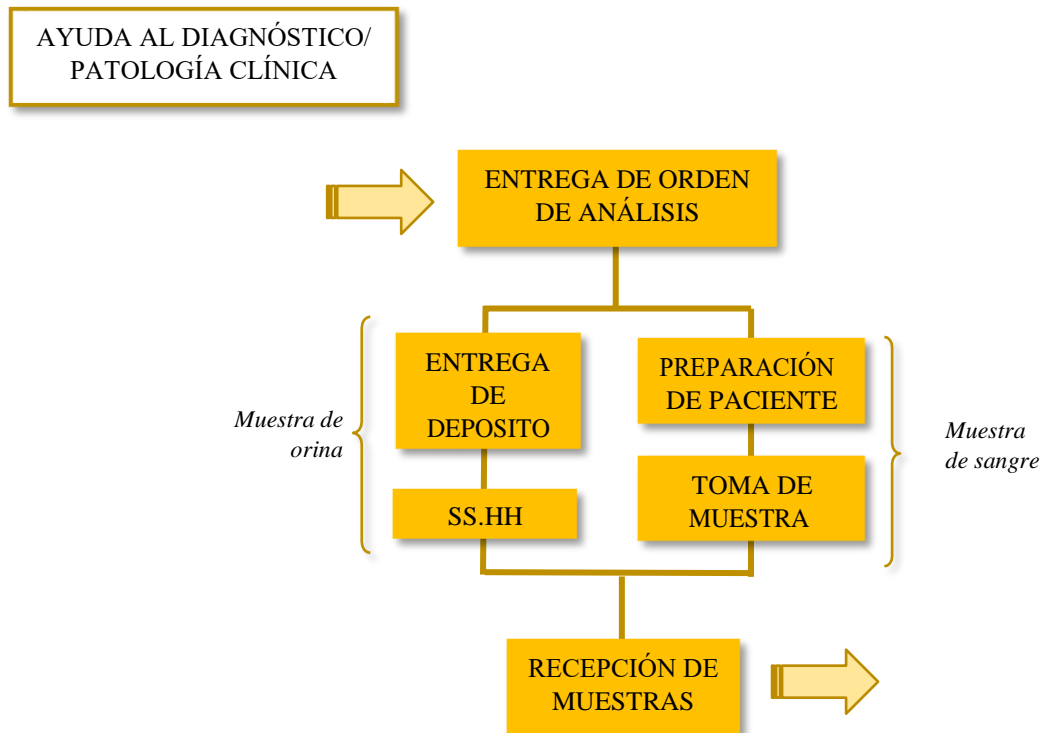 AYUDA AL DIAGNÓSTICO/
PATOLOGÍA CLÍNICA
ENTREGA DE ORDEN
DE ANÁLISIS
Muestra de
orina
ENTREGA
DE
DEPOSITO
SS.HH
PREPARACIÓN
DE PACIENTE
TOMA DE
MUESTRA
Muestra
de sangre
RECEPCIÓN DE
MUESTRAS